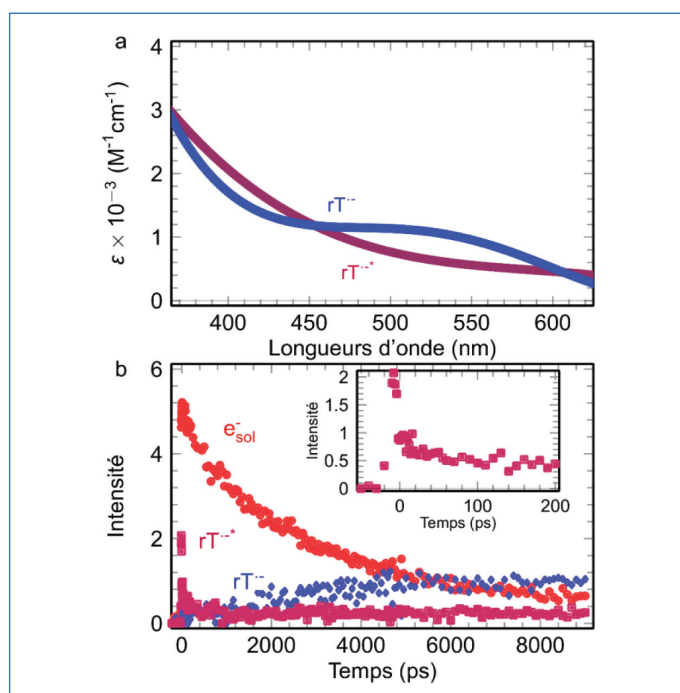 a
4
3
2
1
0
ε × 10⁻³ (M⁻¹cm⁻¹)
rT·⁻
rT·⁻*
400 450 500 550 600
Longueurs d'onde (nm)
b
6
4
2
0
Intensité
e⁻sol
rT·⁻*
rT·⁻
2
1.5
1
0.5
0
Intensité
0 100 200
Temps (ps)
0 2000 4000 6000 8000
Temps (ps)